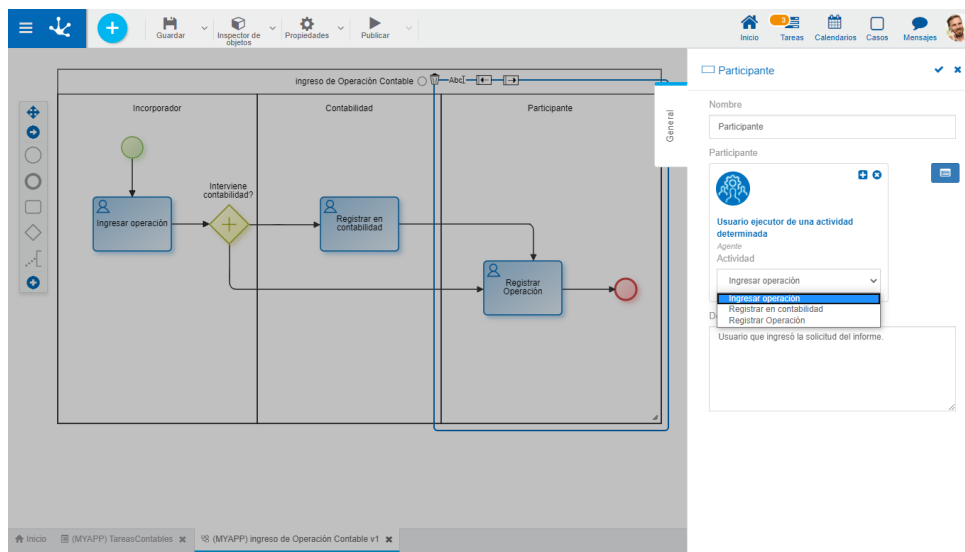 Guardar
Inspector de
objetos
Propiedades
Publicar
Inicio
Tareas
Calendarios
Casos
Mensajes
ingreso de Operación Contable
Abc
Incorporador
Contabilidad
Participante
Interviene
contabilidad?
Ingresar operación
Registrar en
contabilidad
Registrar
Operación
General
Participante
Nombre
Participante
Participante
Usuario ejecutor de una actividad
determinada
Agente
Actividad
Ingresar operación
Ingresar operación
Registrar en contabilidad
Registrar Operación
Usuario que ingresó la solicitud del informe.
Inicio
(MYAPP) TareasContables
(MYAPP) ingreso de Operación Contable v1